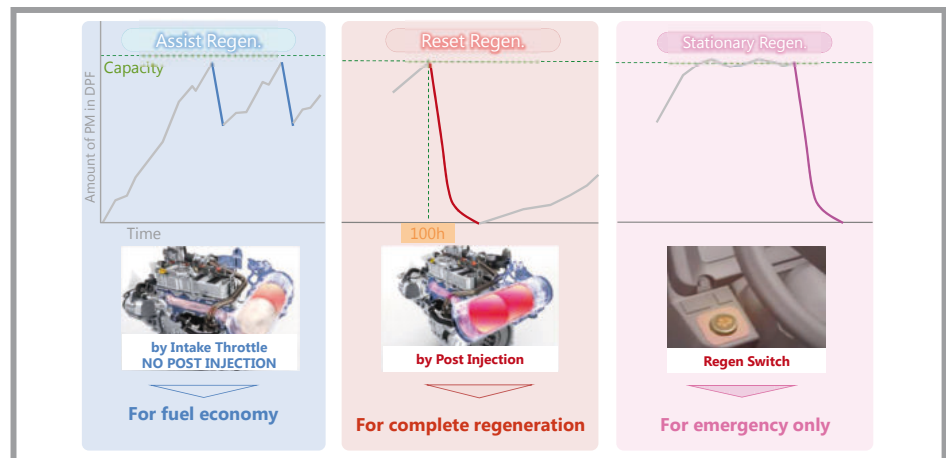 Assist Regen.
Capacity
Amount of PM in DPF
Time
by Intake Throttle
NO POST INJECTION
For fuel economy
Reset Regen.
100h
by Post Injection
For complete regeneration
Stationary Regen.
Regen Switch
For emergency only